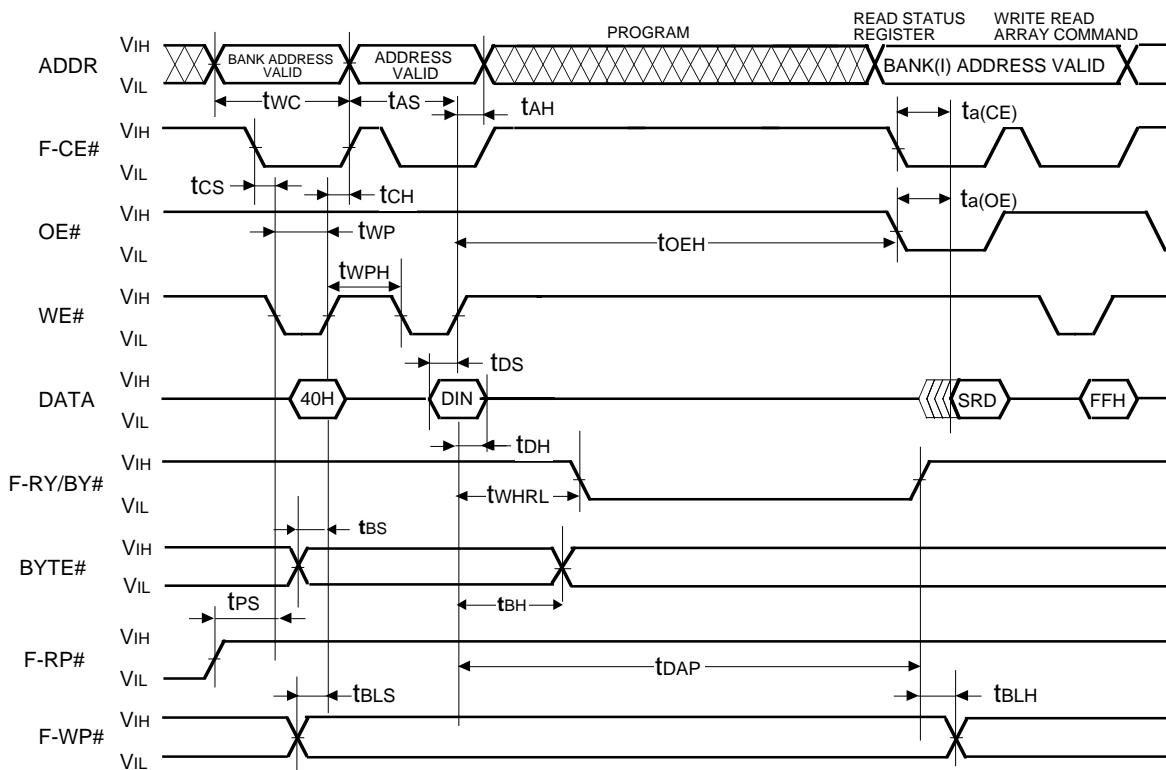 READ STATUS REGISTER
WRITE READ ARRAY COMMAND
PROGRAM
ADDR
VIH
VIL
BANK ADDRESS VALID
ADDRESS VALID
BANK(I) ADDRESS VALID
tWC
tAS
tAH
ta(CE)
F-CE#
VIH
VIL
tCS
tCH
ta(OE)
OE#
VIH
VIL
tWP
tOEH
tWPH
WE#
VIH
VIL
tDS
DATA
VIH
VIL
40H
DIN
SRD
FFH
tDH
F-RY/BY#
VIH
VIL
tWHRL
tBS
BYTE#
VIH
VIL
tBH
tPS
F-RP#
VIH
VIL
tDAP
tBLS
tBLH
F-WP#
VIH
VIL